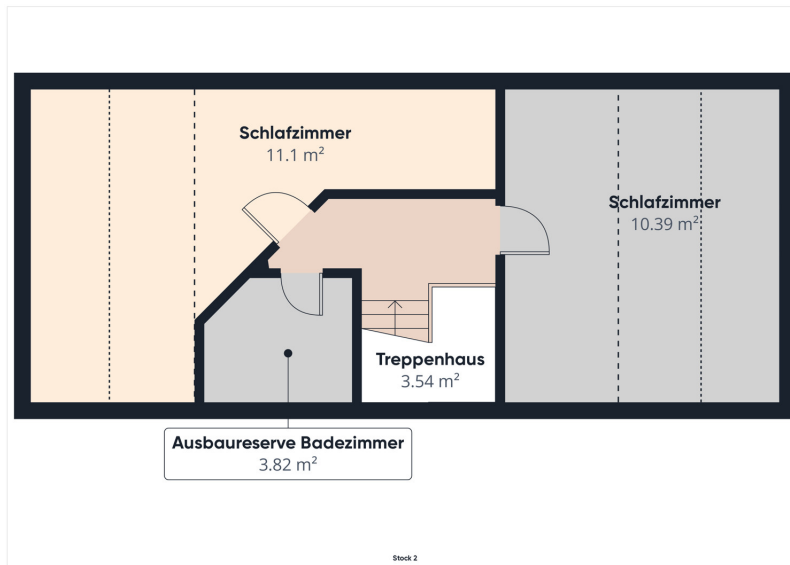 Schlafzimmer
11.1 m²
Schlafzimmer
10.39 m²
Treppenhaus
3.54 m²
Ausbaureserve Badezimmer
3.82 m²
Stock 2